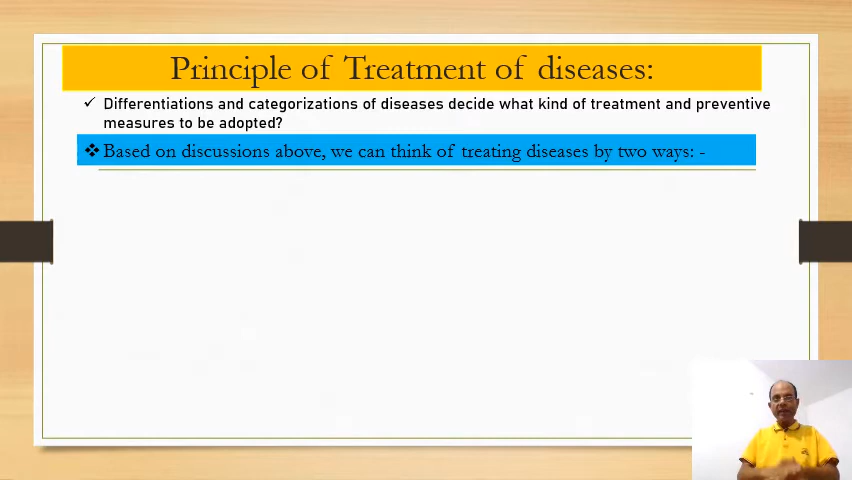 Principle of Treatment of diseases:
✓ Differentiations and categorizations of diseases decide what kind of treatment and preventive
measures to be adopted?
❖ Based on discussions above, we can think of treating diseases by two ways: -